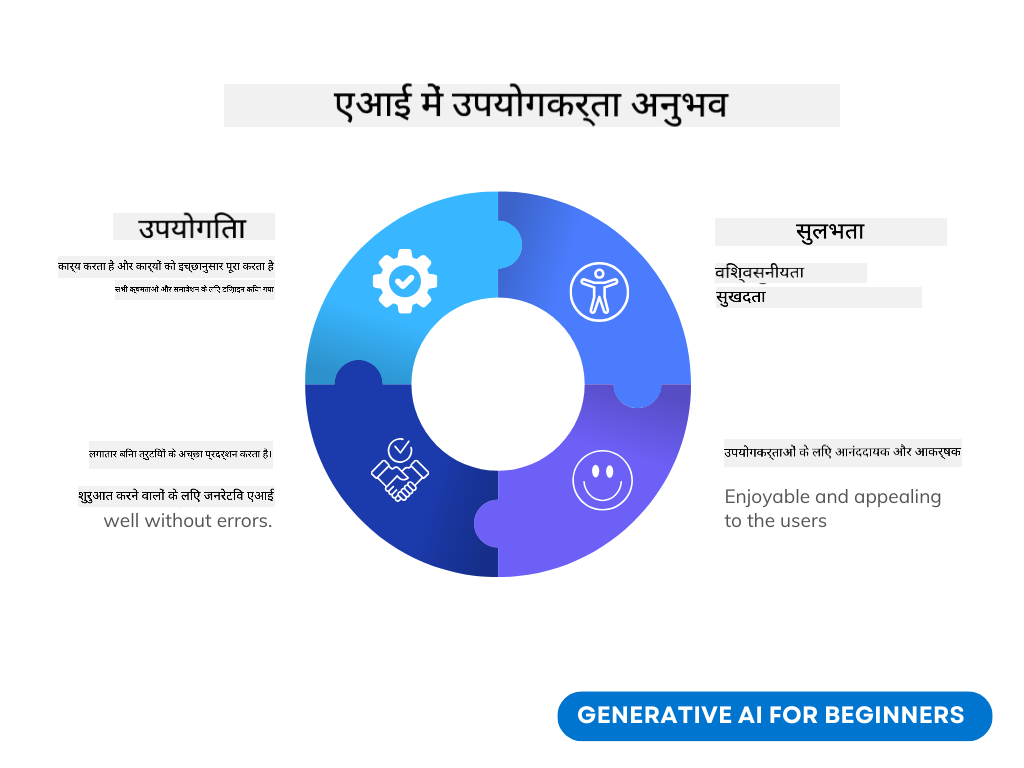 एआई में उपयोगकर्ता अनुभव
उपयोगिता
कार्य करता है और कार्यों को इच्छानुसार पूरा करता है
सभी क्षमताओं और समावेशन के लिए डिज़ाइन किया गया
सुलभता
विश्वसनीयता
सुखदता
लगातार बिना त्रुटियों के अच्छा प्रदर्शन करता है।
शुरुआत करने वालों के लिए जनरेटिव एआई
well without errors.
उपयोगकर्ताओं के लिए आनंददायक और आकर्षक
Enjoyable and appealing
to the users
GENERATIVE AI FOR BEGINNERS